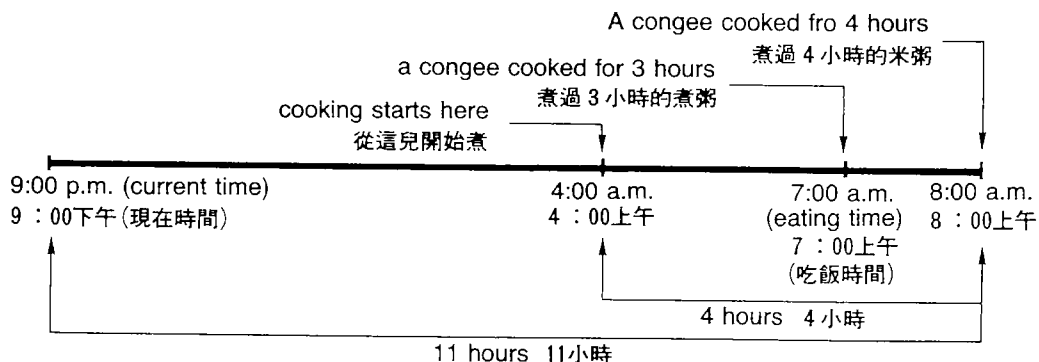 A congee cooked fro 4 hours
煮過 4 小時的米粥
a congee cooked for 3 hours
煮過 3 小時的煮粥
cooking starts here
從這兒開始煮
9:00 p.m. (current time)
9：00下午(現在時間)
4:00 a.m.
4：00上午
7:00 a.m.
(eating time)
7：00上午
(吃飯時間)
8:00 a.m.
8：00上午
4 hours 4 小時
11 hours 11小時